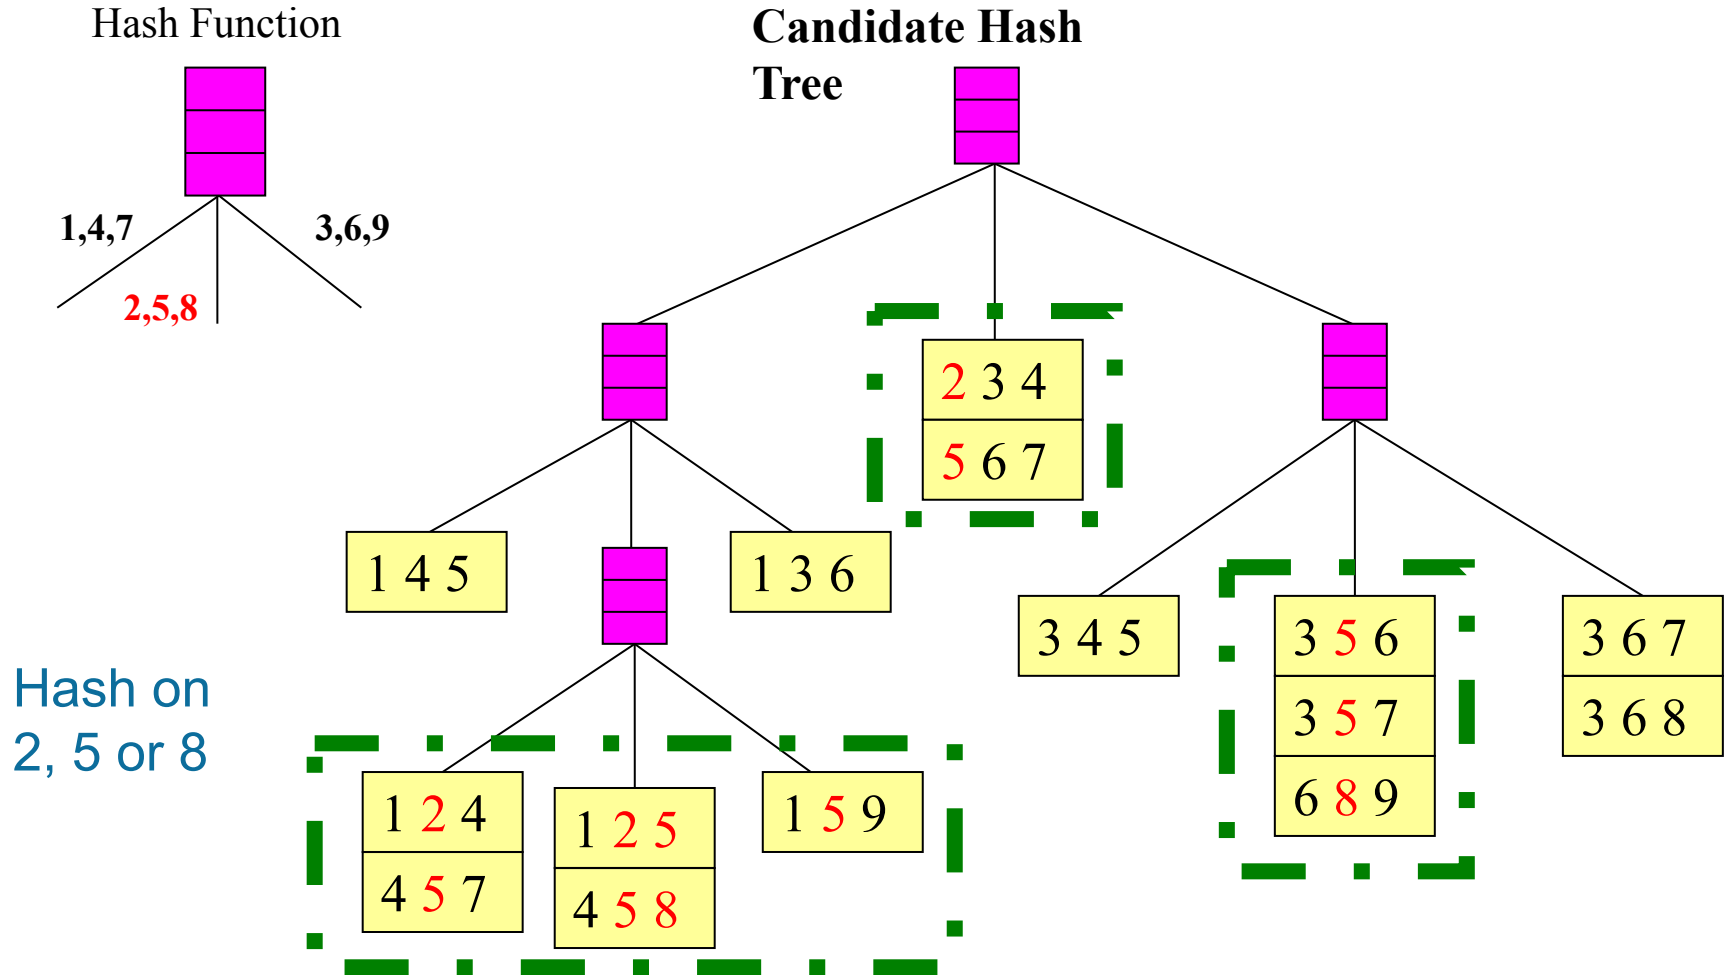 Hash Function
Candidate Hash
Tree
1,4,7
3,6,9
2,5,8
2 3 4
5 6 7
1 4 5
1 3 6
3 4 5
3 5 6
3 5 7
6 8 9
3 6 7
3 6 8
Hash on
2, 5 or 8
1 2 4
4 5 7
1 2 5
4 5 8
1 5 9